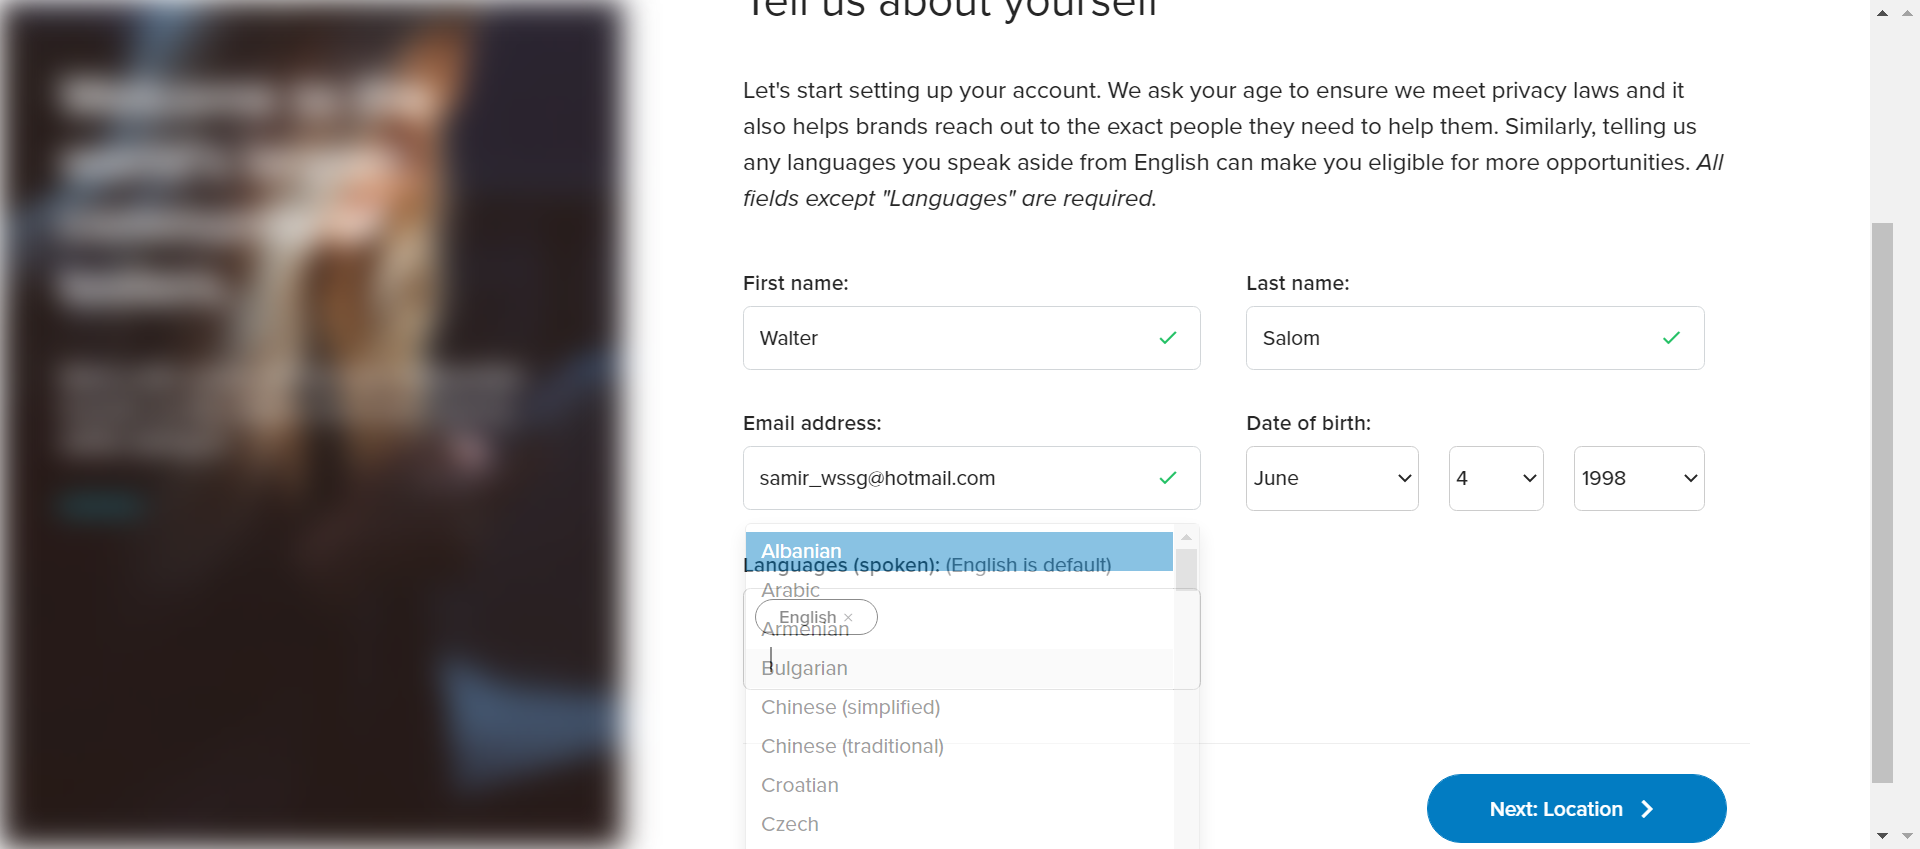 Tell us about yourself
Let's start setting up your account. We ask your age to ensure we meet privacy laws and it
also helps brands reach out to the exact people they need to help them. Similarly, telling us
any languages you speak aside from English can make you eligible for more opportunities. All
fields except "Languages" are required.
First name:
Last name:
Walter
Salom
Email address:
Date of birth:
samir_wssg@hotmail.com
June
4
1998
Albanian
Languages (spoken): (English is default)
Arabic
English ×
Armenian
Bulgarian
Chinese (simplified)
Chinese (traditional)
Croatian
Czech
Next: Location